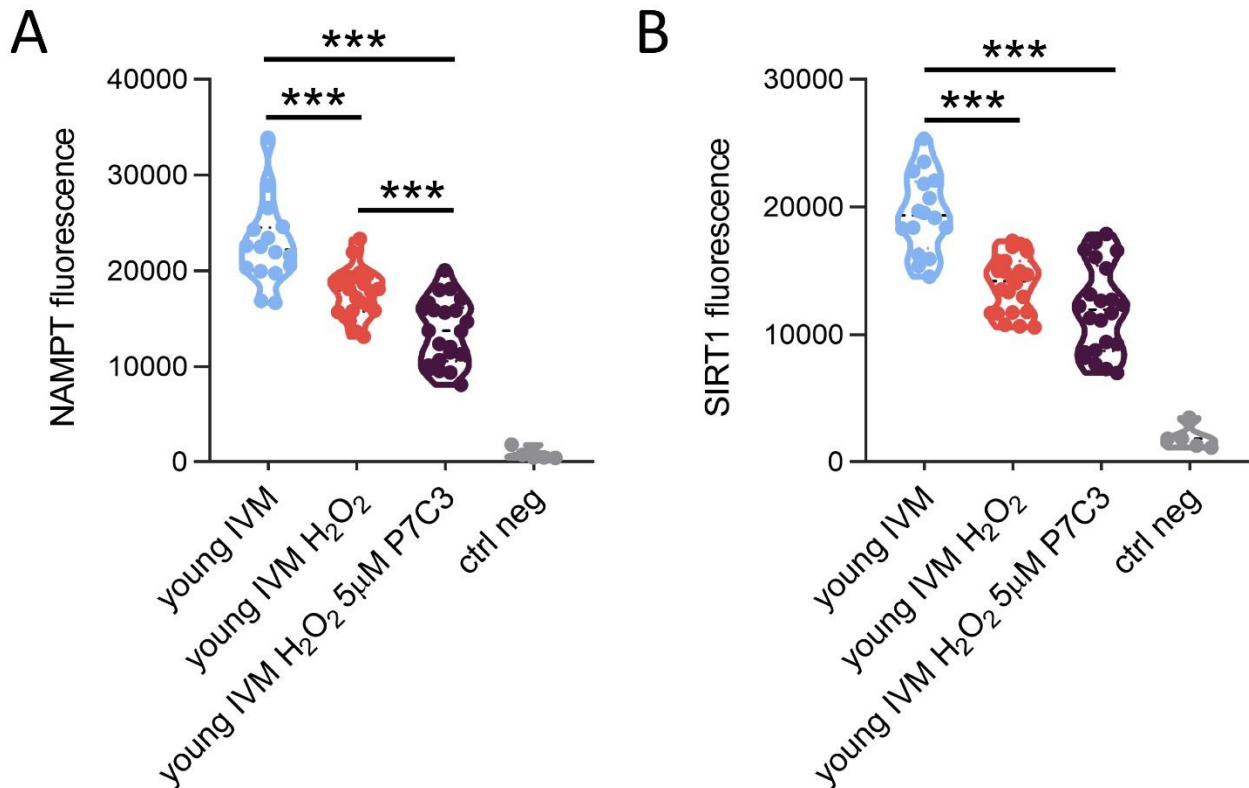 A
***
***
***
40000
30000
20000
10000
0
NAMPT fluorescence
young IVM
young IVM H₂O₂
young IVM H₂O₂ 5µM P7C3
ctrl neg
B
***
***
30000
20000
10000
0
SIRT1 fluorescence
young IVM
young IVM H₂O₂
young IVM H₂O₂ 5µM P7C3
ctrl neg